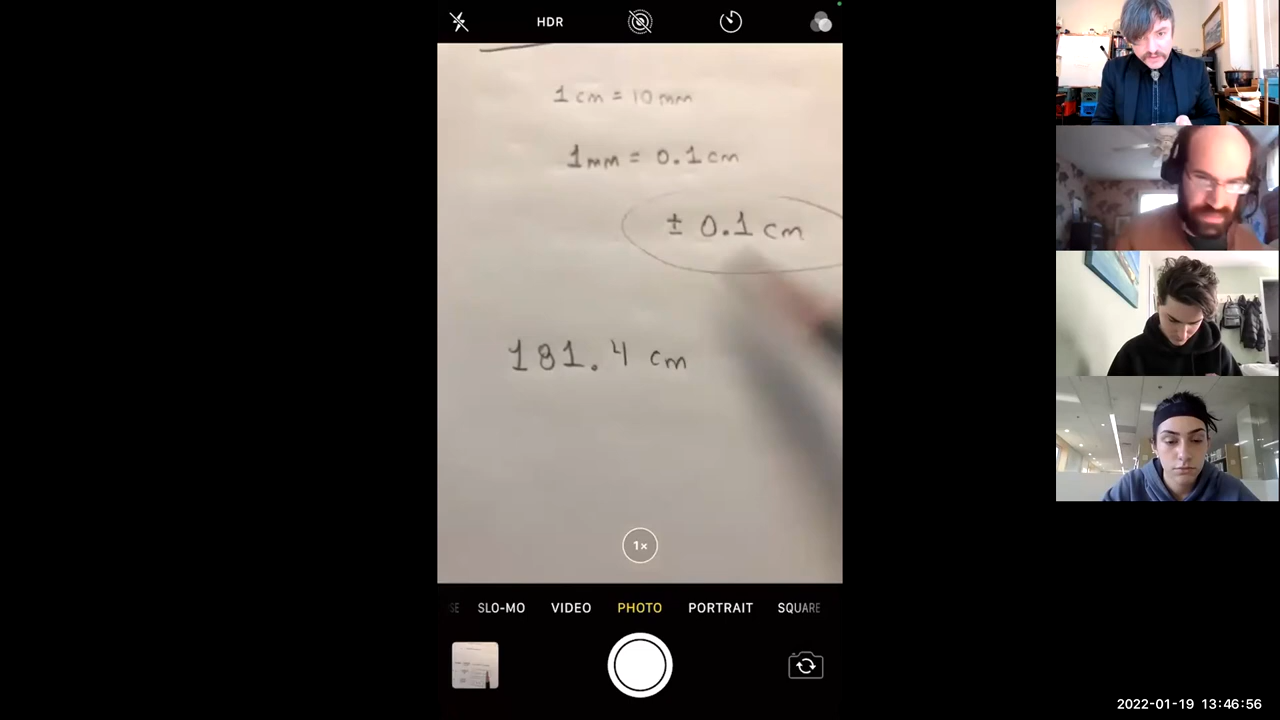 HDR
1 cm = 10 mm
1 mm = 0.1 cm
± 0.1 cm
181.4 cm
1×
SE SLO-MO VIDEO PHOTO PORTRAIT SQUARE
2022-01-19 13:46:56